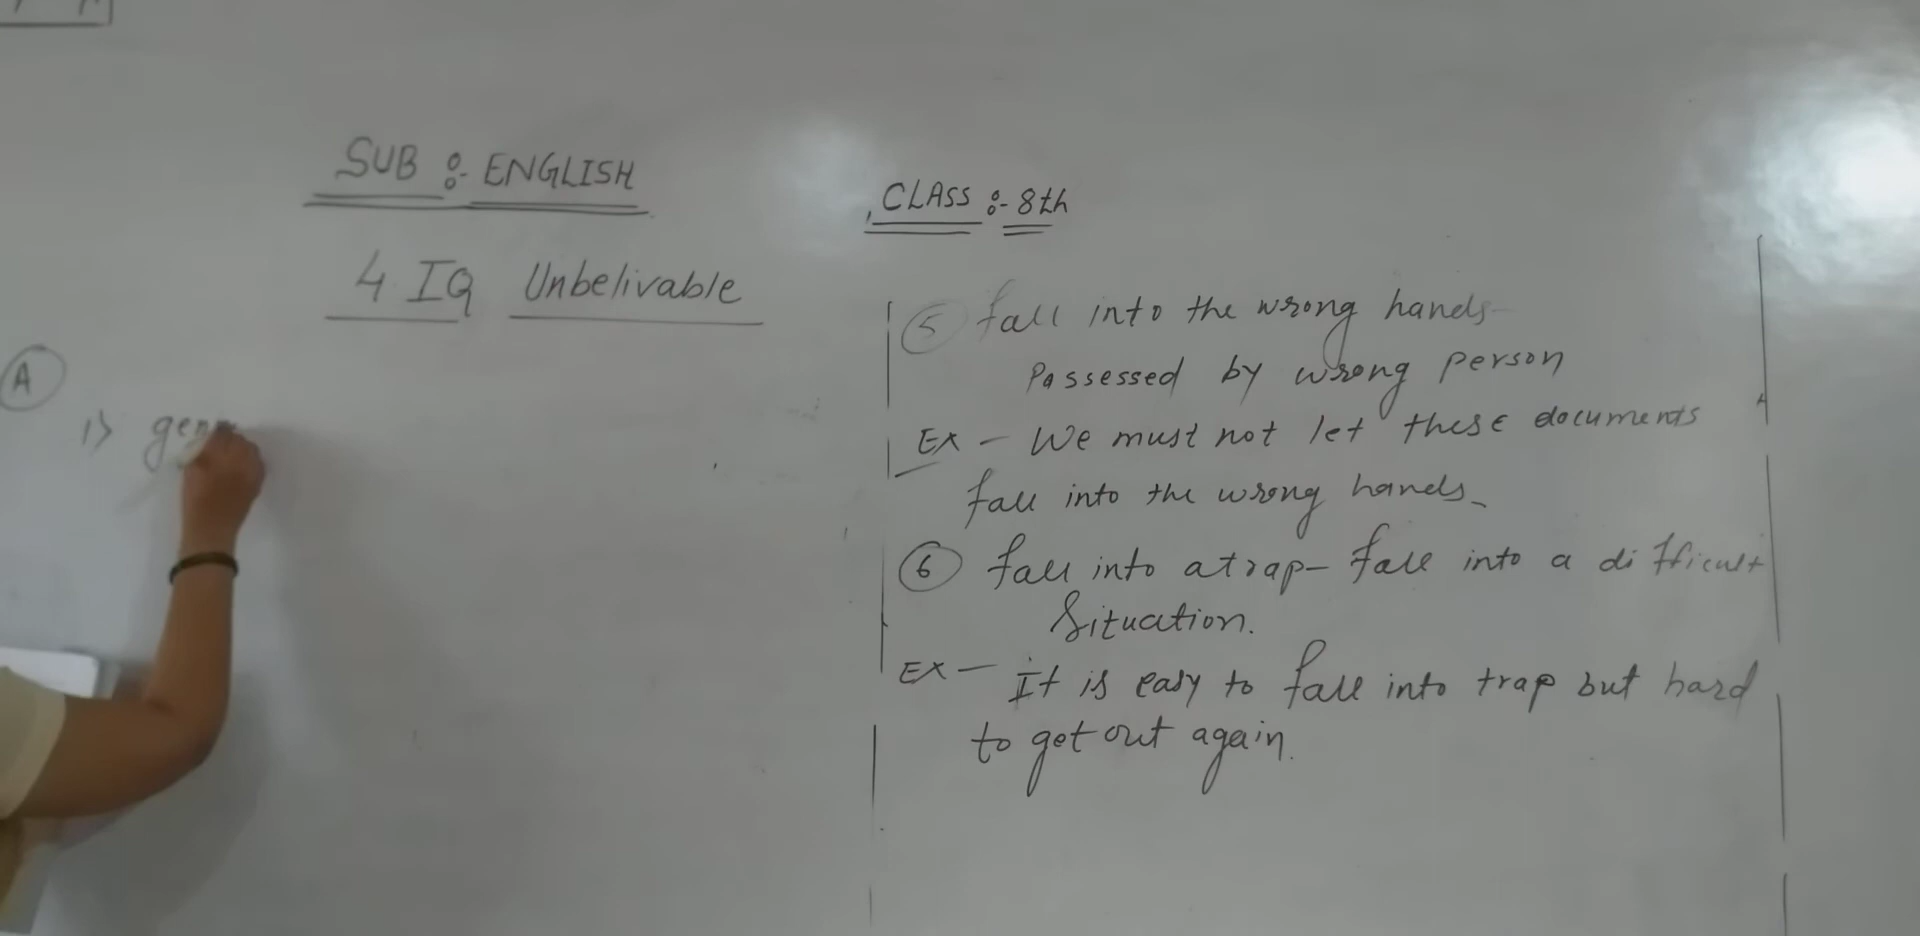 SUB :- ENGLISH
CLASS :- 8th
4 IQ Unbelivable
A
1)
5 fall into the wrong hands-
Possessed by wrong person
Ex - We must not let these documents
fall into the wrong hands-
6 fall into a trap- fall into a difficult
Situation.
Ex - It is easy to fall into trap but hard
to get out again.